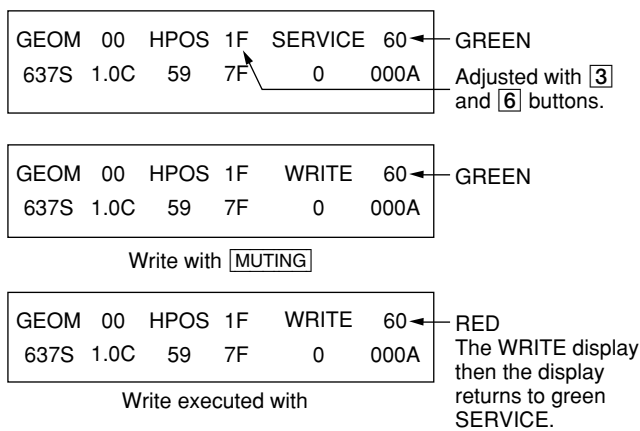 GEOM 00 HPOS 1F SERVICE 60
637S 1.0C 59 7F 0 000A
GREEN
Adjusted with 3
and 6 buttons.
GEOM 00 HPOS 1F WRITE 60
637S 1.0C 59 7F 0 000A
GREEN
Write with MUTING
GEOM 00 HPOS 1F WRITE 60
637S 1.0C 59 7F 0 000A
RED
The WRITE display
then the display
returns to green
SERVICE.
Write executed with